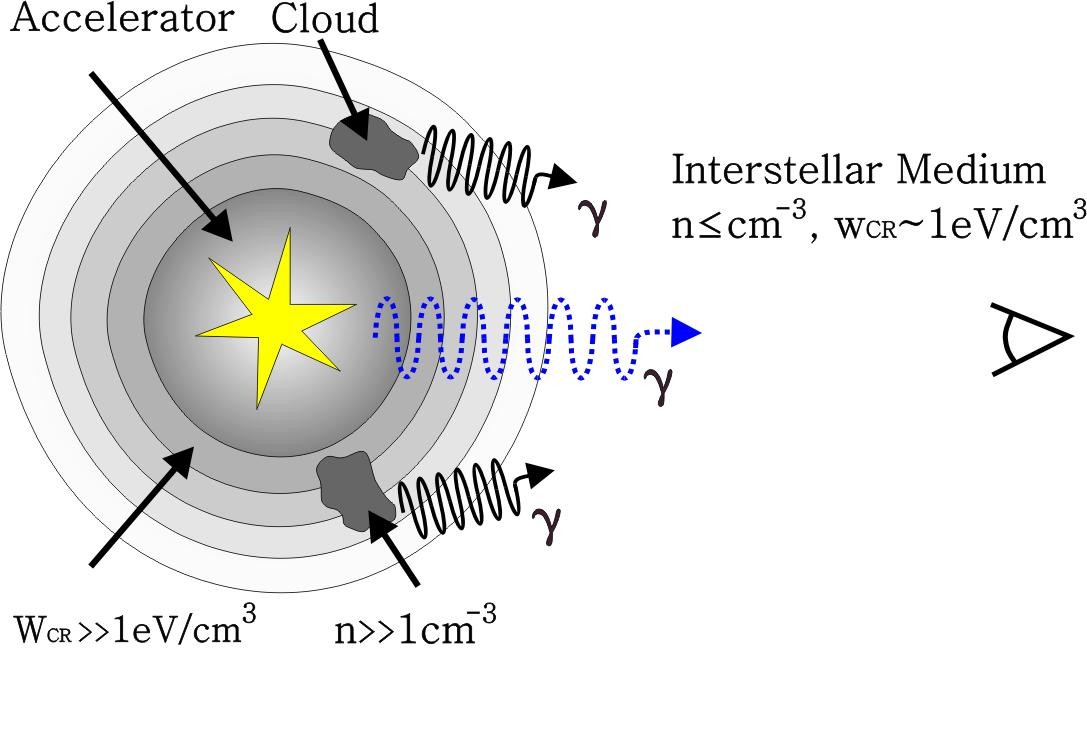 Accelerator Cloud
Interstellar Medium
n≤cm⁻³, wCR~1eV/cm³
γ
γ
γ
WCR>>1eV/cm³ n>>1cm⁻³